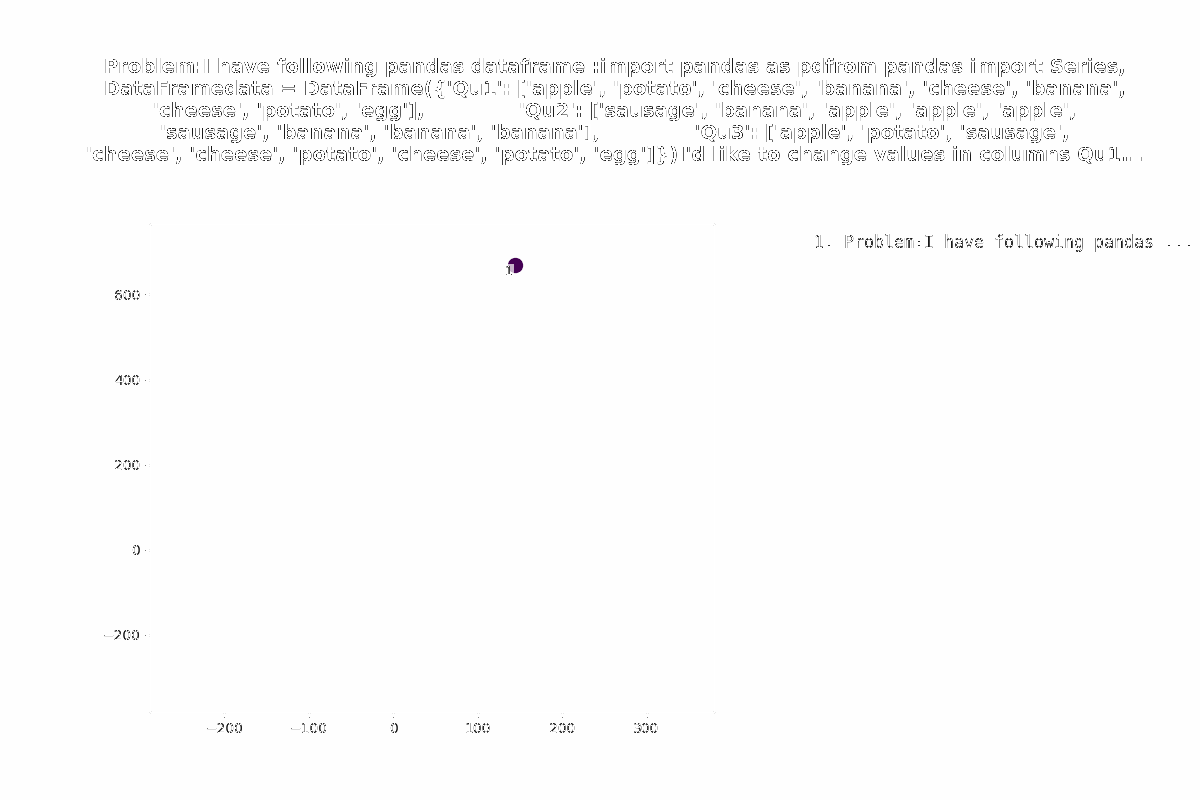 Problem:I have following pandas dataframe :import pandas as pdfrom pandas import Series,
DataFramedata = DataFrame({'Qu1': ['apple', 'potato', 'cheese', 'banana', 'cheese', 'banana',
'cheese', 'potato', 'egg'],              'Qu2': ['sausage', 'banana', 'apple', 'apple', 'apple',
'sausage', 'banana', 'banana', 'banana'],              'Qu3': ['apple', 'potato', 'sausage',
'cheese', 'cheese', 'potato', 'cheese', 'potato', 'egg']})I'd like to change values in columns Qu1...
1. Problem:I have following pandas ...
1
600
400
200
0
−200
−200 −100 0 100 200 300